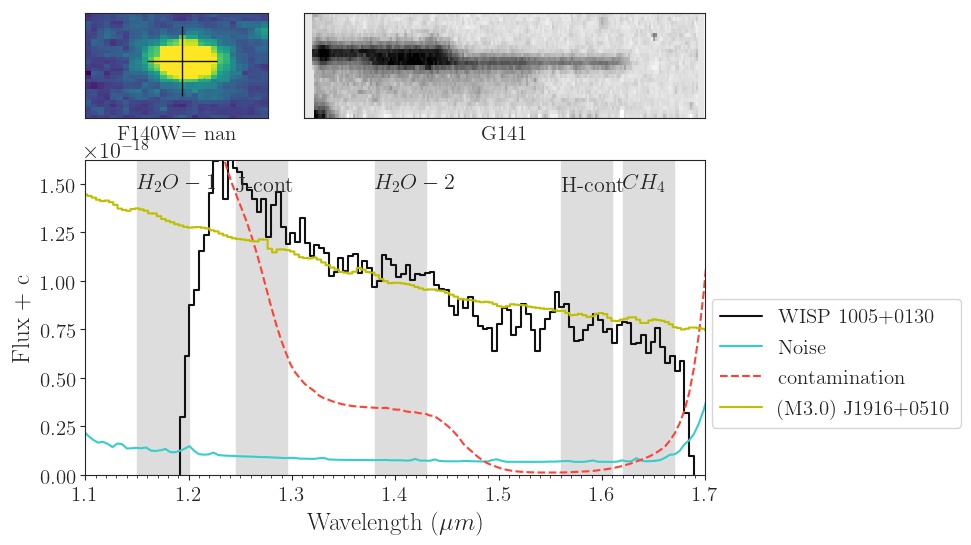 F140W= nan
G141
×10⁻¹⁸
H₂O − 1
J-cont
H₂O − 2
H-cont
CH₄
1.50
1.25
1.00
0.75
0.50
0.25
0.00
Flux + c
1.1
1.2
1.3
1.4
1.5
1.6
1.7
Wavelength (μm)
WISP 1005+0130
Noise
contamination
(M3.0) J1916+0510